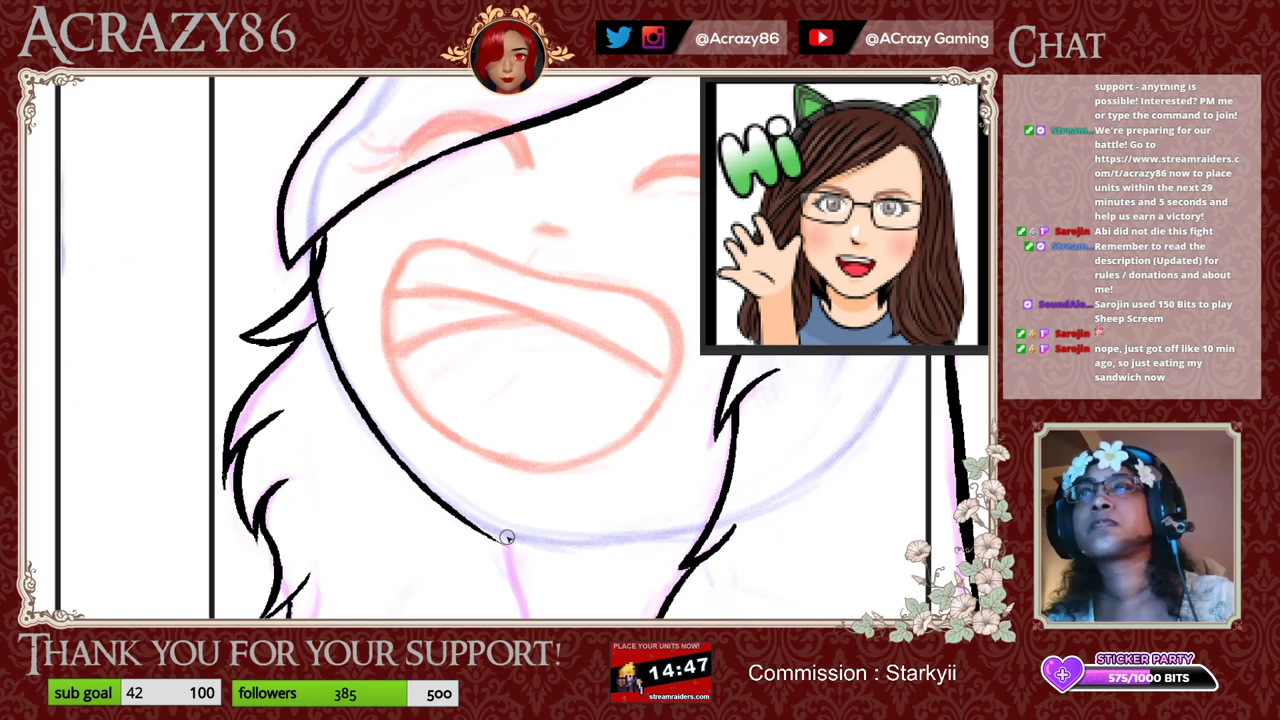 ACRAZY86
@Acrazy86
@ACrazy Gaming
CHAT
Hi
support - anything is
possible! Interested? PM me
or type the command to join!
Stream... We're preparing for our
battle! Go to
https://www.streamraiders.c
om/t/acrazy86 now to place
units within the next 29
minutes and 5 seconds and
help us earn a victory!
Sarojin Abi did not die this fight
Stream... Remember to read the
description (Updated) for
rules / donations and about
me!
SoundAle... Sarojin used 150 Bits to play
Sheep Screem
Sarojin
Sarojin nope, just got off like 10 min
ago, so just eating my
sandwich now
THANK YOU FOR YOUR SUPPORT!
sub goal 42 100
followers 385 500
PLACE YOUR UNITS NOW!
14:47
streamraiders.com
Commission : Starkyii
STICKER PARTY
575/1000 BITS